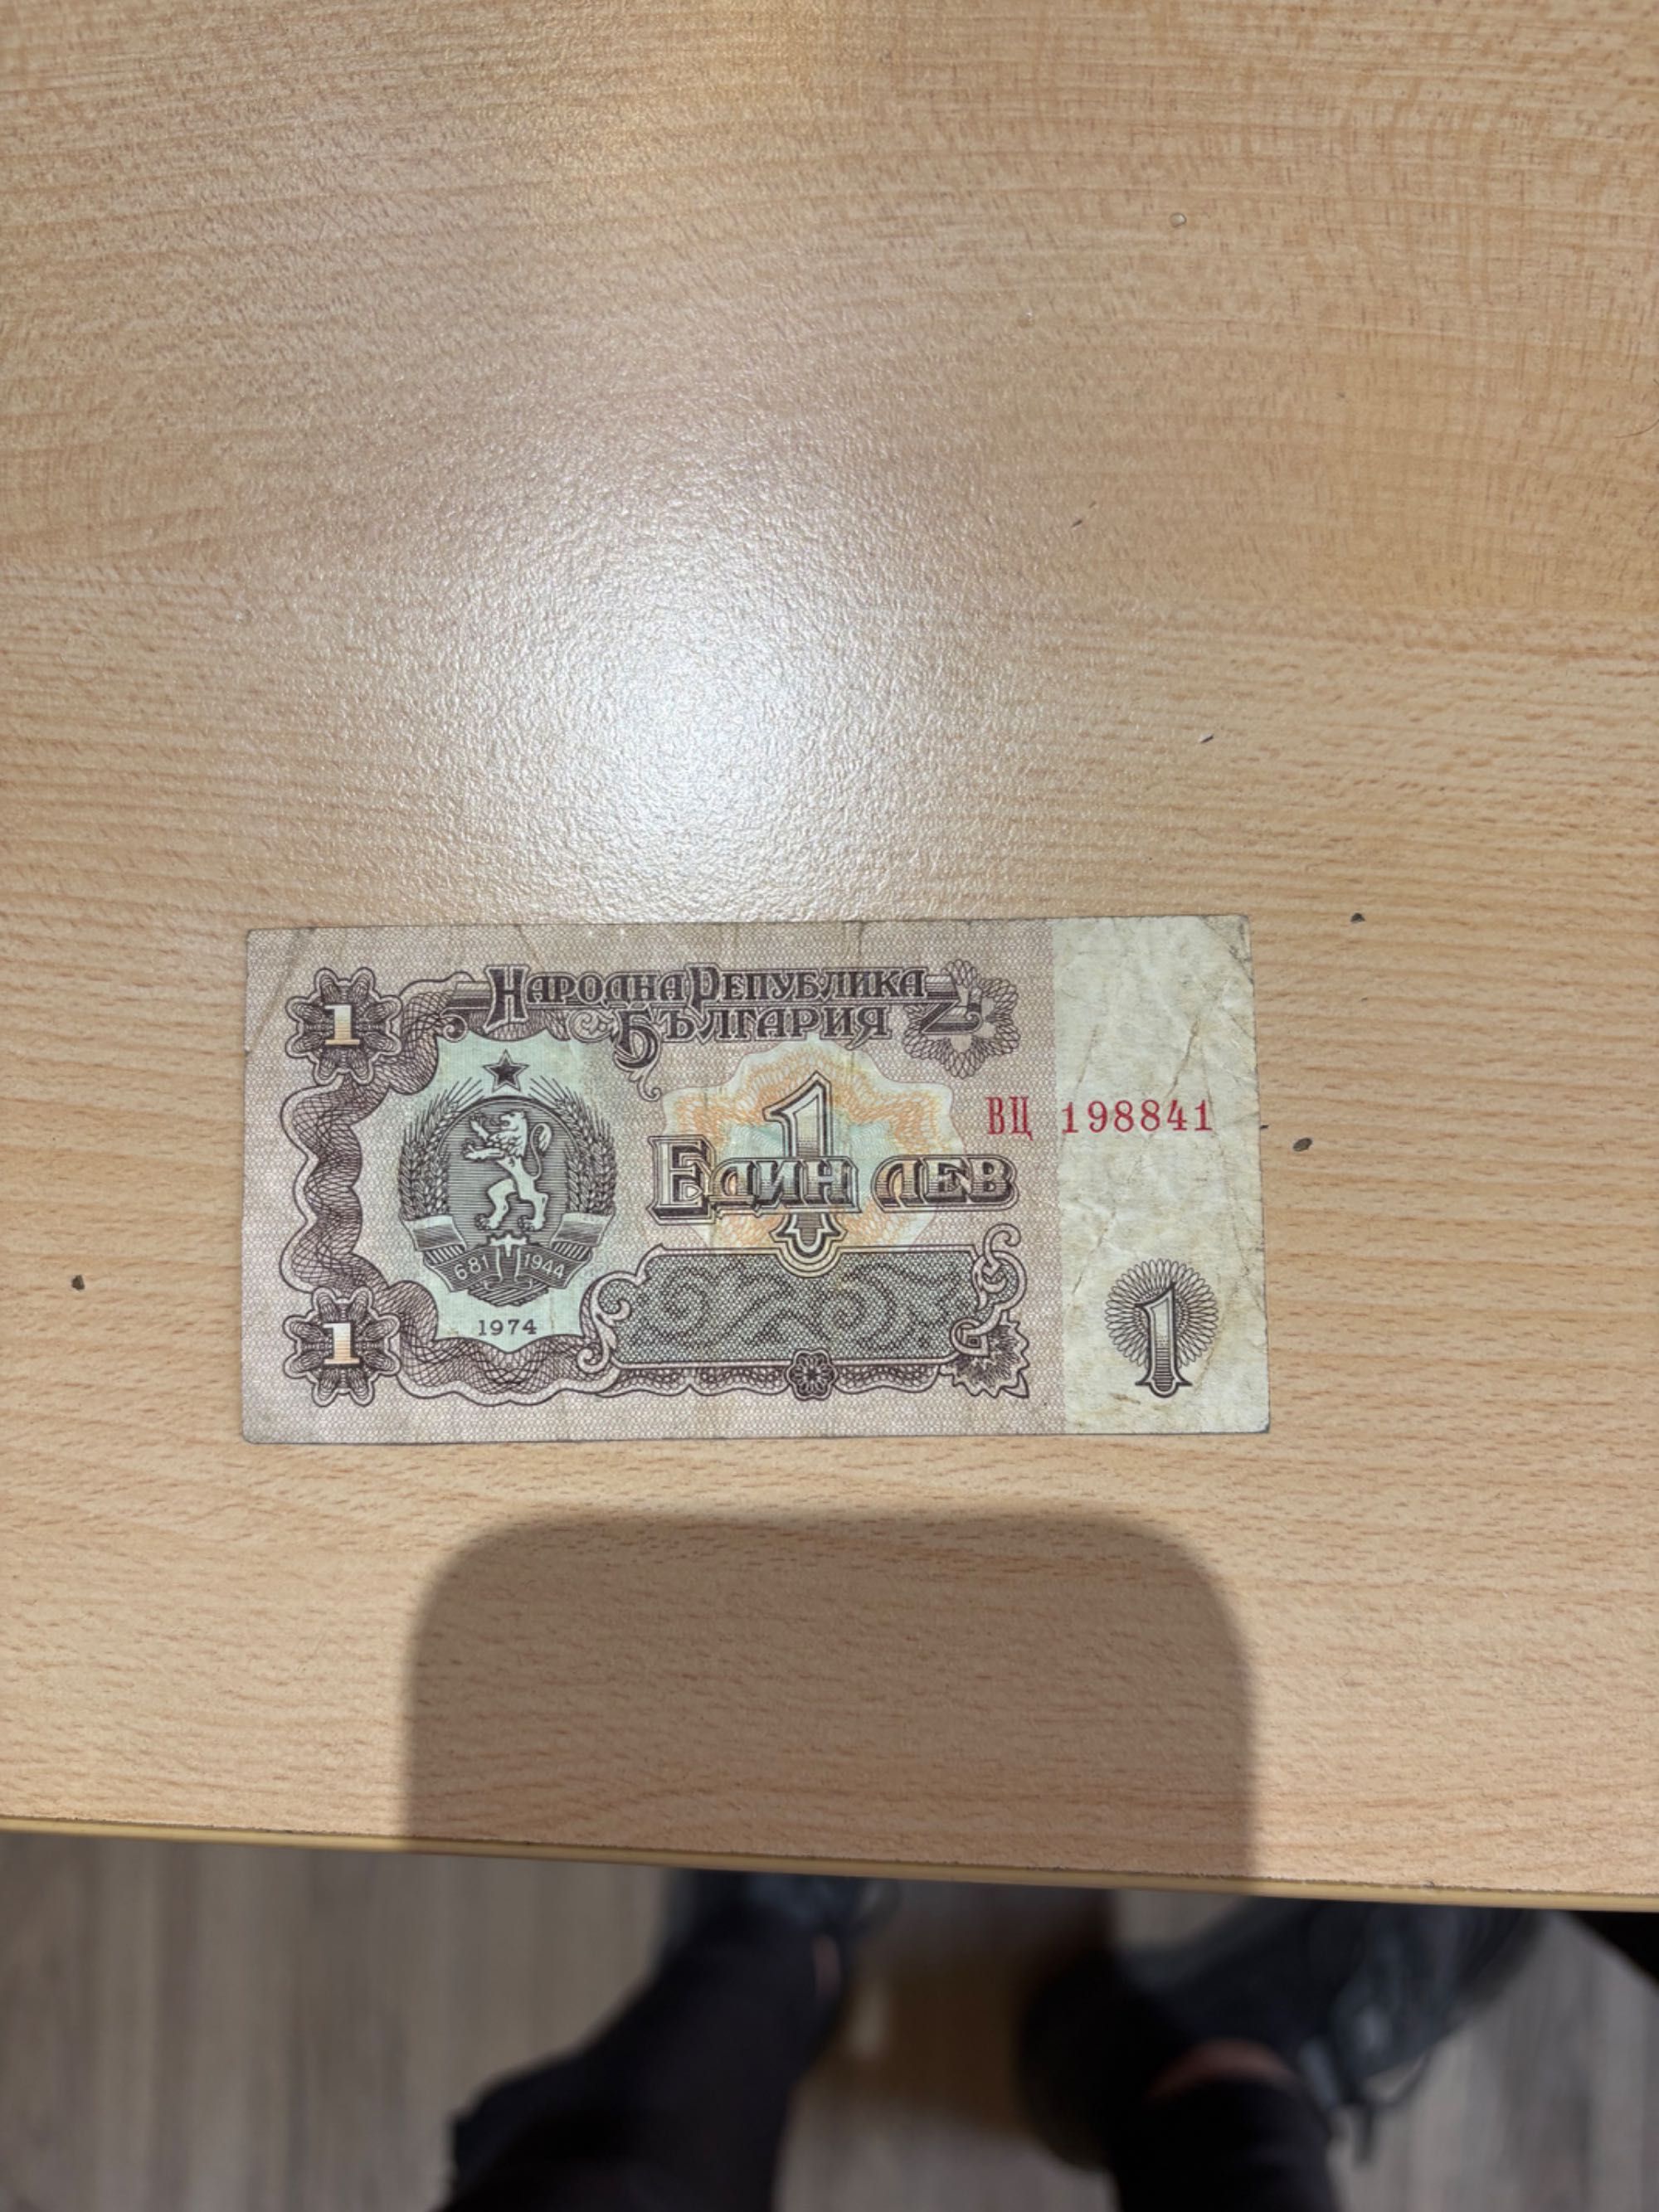 1
НАРОДНА РЕПУБЛИКА
БЪЛГАРИЯ
1
ВЦ 198841
ЕДИН ЛЕВ
681 1944
1974
1
1